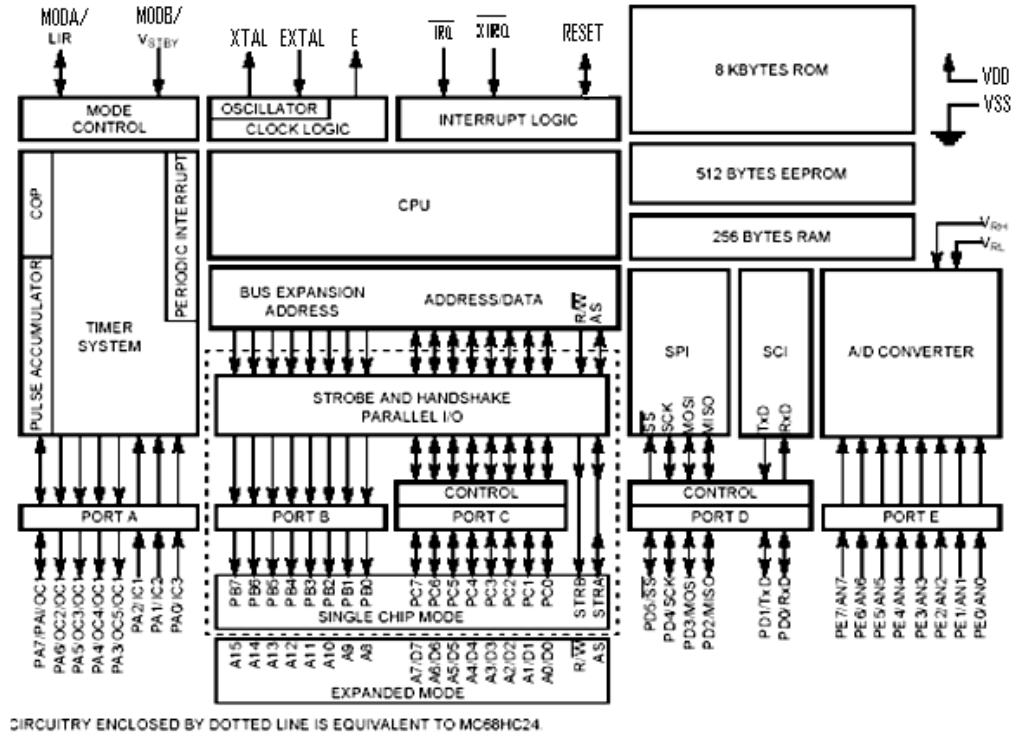 MODA/
LIR
MODB/
VSTBY
XTAL
EXTAL
E
IRQ
XIRQ
RESET
VDD
VSS
MODE
CONTROL
OSCILLATOR
CLOCK LOGIC
INTERRUPT LOGIC
8 KBYTES ROM
512 BYTES EEPROM
256 BYTES RAM
COP
PULSE ACCUMULATOR
TIMER
SYSTEM
PERIODIC INTERRUPT
CPU
VRH
VRL
BUS EXPANSION
ADDRESS
ADDRESS/DATA
R/W
AS
STROBE AND HANDSHAKE
PARALLEL I/O
SPI
SS
SCK
MOSI
MISO
SCI
TxD
RxD
A/D CONVERTER
CONTROL
CONTROL
PORT A
PORT B
PORT C
PORT D
PORT E
PA7/PAI/OC1
PA6/OC2/OC1
PA5/OC3/OC1
PA4/OC4/OC1
PA3/OC5/OC1
PA2/IC1
PA1/IC2
PA0/IC3
PB7
PB6
PB5
PB4
PB3
PB2
PB1
PB0
PC7
PC6
PC5
PC4
PC3
PC2
PC1
PC0
STRB
STRA
SINGLE CHIP MODE
A15
A14
A13
A12
A11
A10
A9
A8
A7/D7
A6/D6
A5/D5
A4/D4
A3/D3
A2/D2
A1/D1
A0/D0
R/W
AS
EXPANDED MODE
PD5/SS
PD4/SCK
PD3/MOSI
PD2/MISO
PD1/TxD
PD0/RxD
PE7/AN7
PE6/AN6
PE5/AN5
PE4/AN4
PE3/AN3
PE2/AN2
PE1/AN1
PE0/AN0
CIRCUITRY ENCLOSED BY DOTTED LINE IS EQUIVALENT TO MC68HC24.